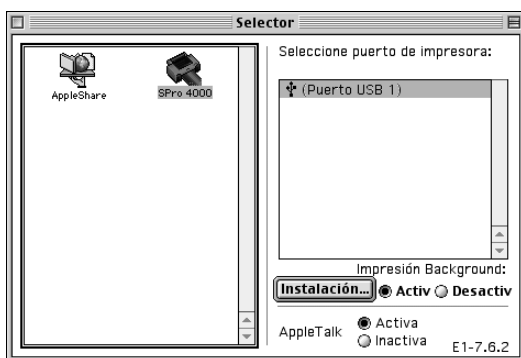 Selector
AppleShare
SPro 4000
Seleccione puerto de impresora:
(Puerto USB 1)
Impresión Background:
Instalación...
Activ
Desactiv
AppleTalk
Activa
Inactiva
E1-7.6.2